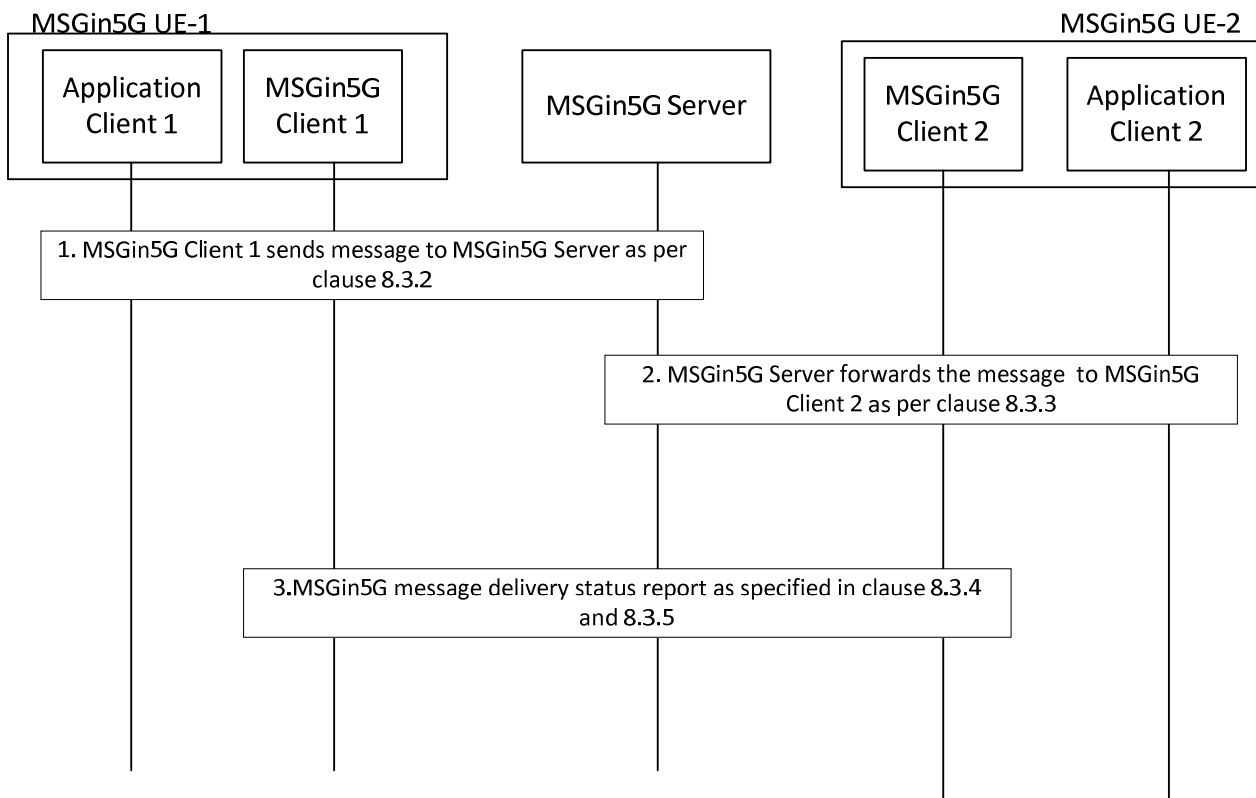 MSGin5G UE-1
MSGin5G UE-2
Application
Client 1
MSGin5G
Client 1
MSGin5G Server
MSGin5G
Client 2
Application
Client 2
1. MSGin5G Client 1 sends message to MSGin5G Server as per
clause 8.3.2
2. MSGin5G Server forwards the message to MSGin5G
Client 2 as per clause 8.3.3
3.MSGin5G message delivery status report as specified in clause 8.3.4
and 8.3.5